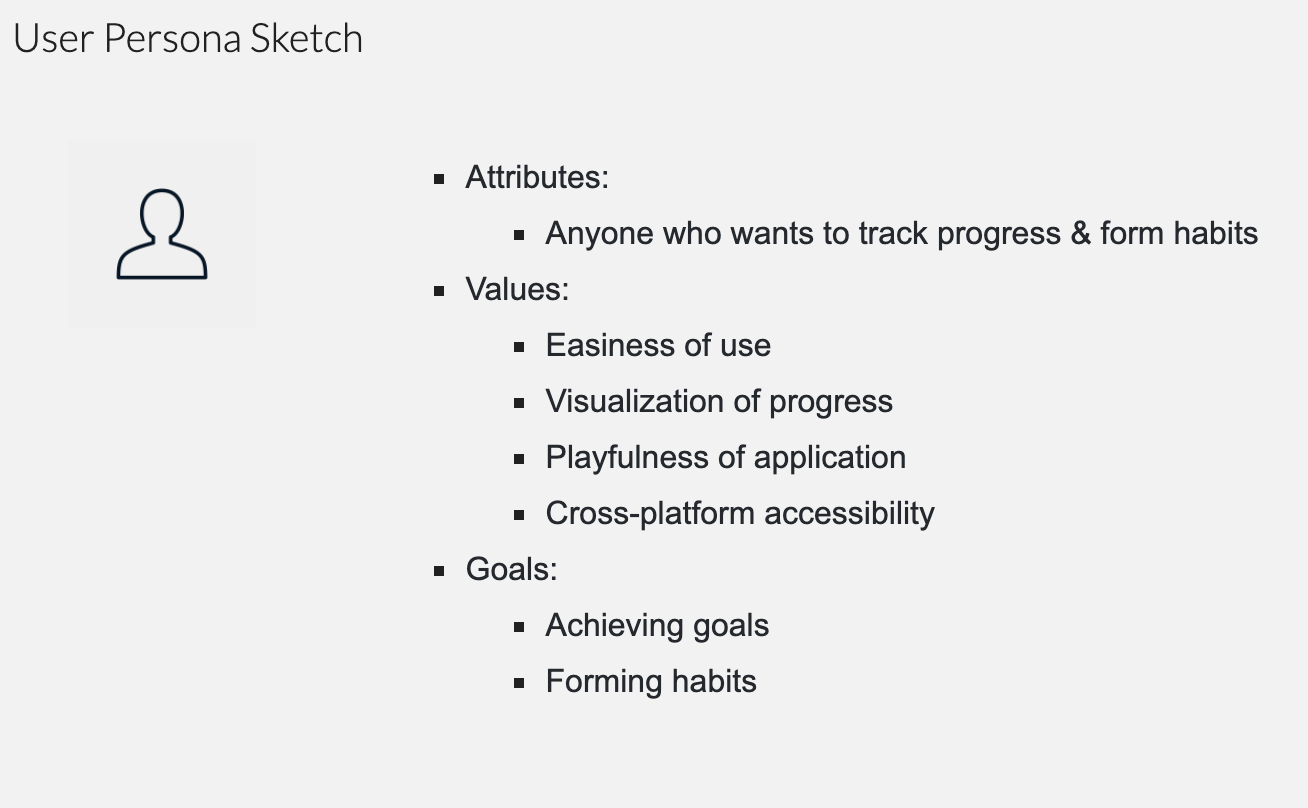 User Persona Sketch
▪ Attributes:
▪ Anyone who wants to track progress & form habits
▪ Values:
▪ Easiness of use
▪ Visualization of progress
▪ Playfulness of application
▪ Cross-platform accessibility
▪ Goals:
▪ Achieving goals
▪ Forming habits